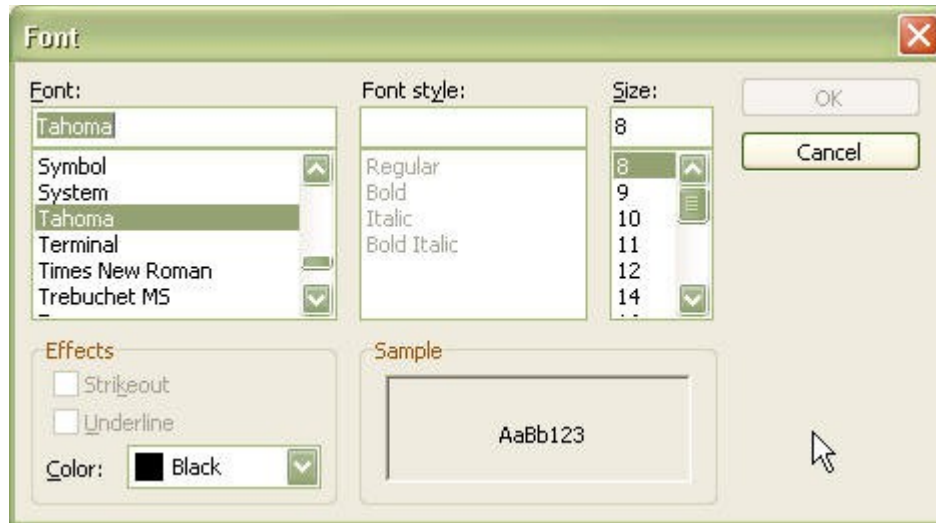 Font
Font:
Font style:
Size:
OK
Tahoma
8
Cancel
Symbol
System
Tahoma
Terminal
Times New Roman
Trebuchet MS
Regular
Bold
Italic
Bold Italic
8
9
10
11
12
14
Effects
Strikeout
Underline
Color:
Black
Sample
AaBb123